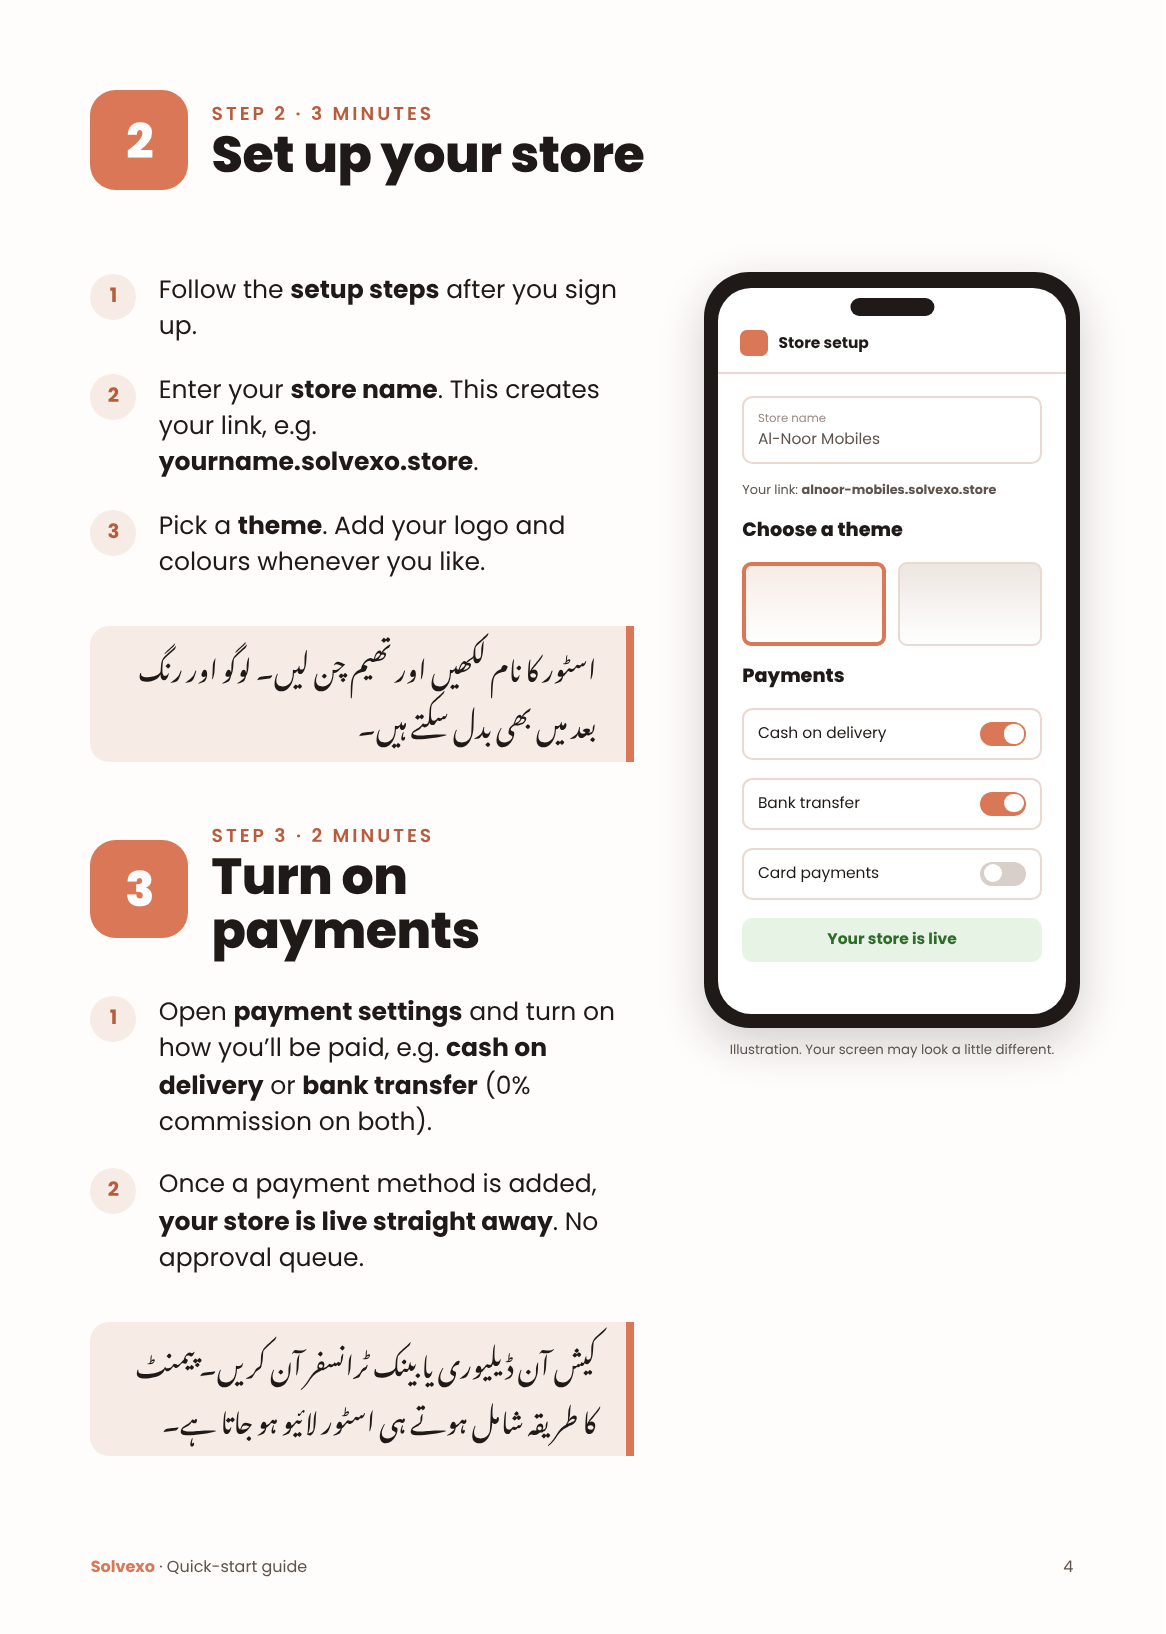 2
STEP 2 · 3 MINUTES
Set up your store
1
Follow the setup steps after you sign
up.
2
Enter your store name. This creates
your link, e.g.
yourname.solvexo.store.
3
Pick a theme. Add your logo and
colours whenever you like.
اسٹور کا نام لکھیں اور تھیم چن لیں۔ لوگو اور رنگ
بعد میں بھی بدل سکتے ہیں۔
3
STEP 3 · 2 MINUTES
Turn on
payments
1
Open payment settings and turn on
how you’ll be paid, e.g. cash on
delivery or bank transfer (0%
commission on both).
2
Once a payment method is added,
your store is live straight away. No
approval queue.
کیش آن ڈیلیوری یا بینک ٹرانسفر آن کریں۔ پیمنٹ
کا طریقہ شامل ہوتے ہی اسٹور لائیو ہو جاتا ہے۔
Store setup
Store name
Al-Noor Mobiles
Your link: alnoor-mobiles.solvexo.store
Choose a theme
Payments
Cash on delivery
Bank transfer
Card payments
Your store is live
Illustration. Your screen may look a little different.
Solvexo · Quick-start guide
4